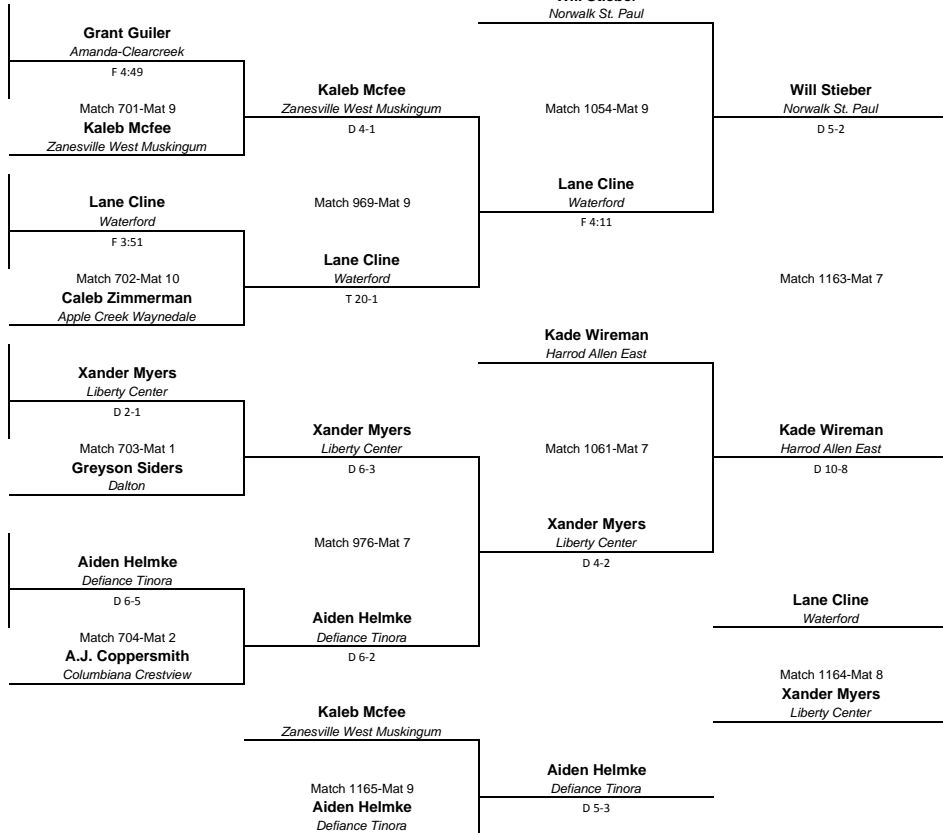 Will Stieber
Norwalk St. Paul
Grant Guiler
Amanda-Clearcreek
F 4:49
Match 701-Mat 9
Kaleb Mcfee
Zanesville West Muskingum
Kaleb Mcfee
Zanesville West Muskingum
D 4-1
Match 1054-Mat 9
Will Stieber
Norwalk St. Paul
D 5-2
Lane Cline
Waterford
F 3:51
Match 702-Mat 10
Caleb Zimmerman
Apple Creek Waynedale
Match 969-Mat 9
Lane Cline
Waterford
T 20-1
Lane Cline
Waterford
F 4:11
Match 1163-Mat 7
Kade Wireman
Harrod Allen East
Xander Myers
Liberty Center
D 2-1
Match 703-Mat 1
Greyson Siders
Dalton
Xander Myers
Liberty Center
D 6-3
Match 1061-Mat 7
Kade Wireman
Harrod Allen East
D 10-8
Match 976-Mat 7
Xander Myers
Liberty Center
D 4-2
Aiden Helmke
Defiance Tinora
D 6-5
Match 704-Mat 2
A.J. Coppersmith
Columbiana Crestview
Aiden Helmke
Defiance Tinora
D 6-2
Lane Cline
Waterford
Match 1164-Mat 8
Xander Myers
Liberty Center
Kaleb Mcfee
Zanesville West Muskingum
Match 1165-Mat 9
Aiden Helmke
Defiance Tinora
Aiden Helmke
Defiance Tinora
D 5-3